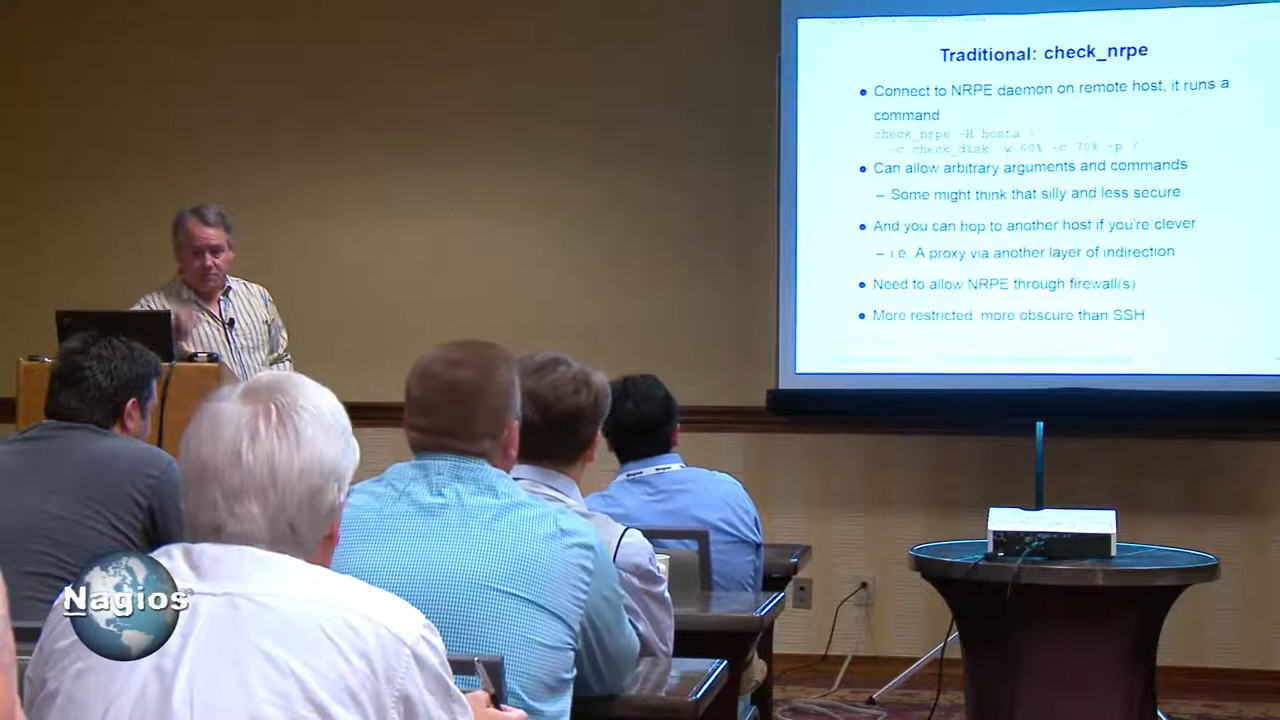 Traditional: check_nrpe
• Connect to NRPE daemon on remote host, it runs a
command
check_nrpe -H hosta \
-c check_disk -w 60% -c 70% -p /
• Can allow arbitrary arguments and commands
– Some might think that silly and less secure
• And you can hop to another host if you're clever
– i.e. A proxy via another layer of indirection
• Need to allow NRPE through firewall(s)
• More restricted, more obscure than SSH
Nagios